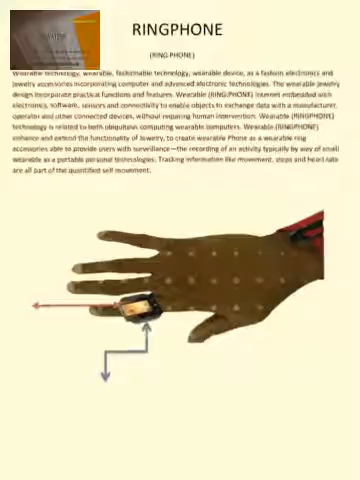 RINGPHONE
(RING PHONE)
Wearable technology, wearable, fashionable technology, wearable device, as a fashion electronics and
jewelry accessories incorporating computer and advanced electronic technologies. The wearable jewelry
design incorporate practical functions and features. Wearable (RING.PHONE) Internet embedded with
electronics, software, sensors and connectivity to enable objects to exchange data with a manufacturer,
operator and other connected devices, without requiring human intervention. Wearable (RINGPHONE)
technology is related to both ubiquitous computing wearable computers. Wearable (RINGPHONE)
enhance and extend the functionality of Jewelry, to create wearable Phone as a wearable ring
accessories able to provide users with surveillance—the recording of an activity typically by way of small
wearable as a portable personal technologies. Tracking information like movement, steps and heart rate
are all part of the quantified self movement.